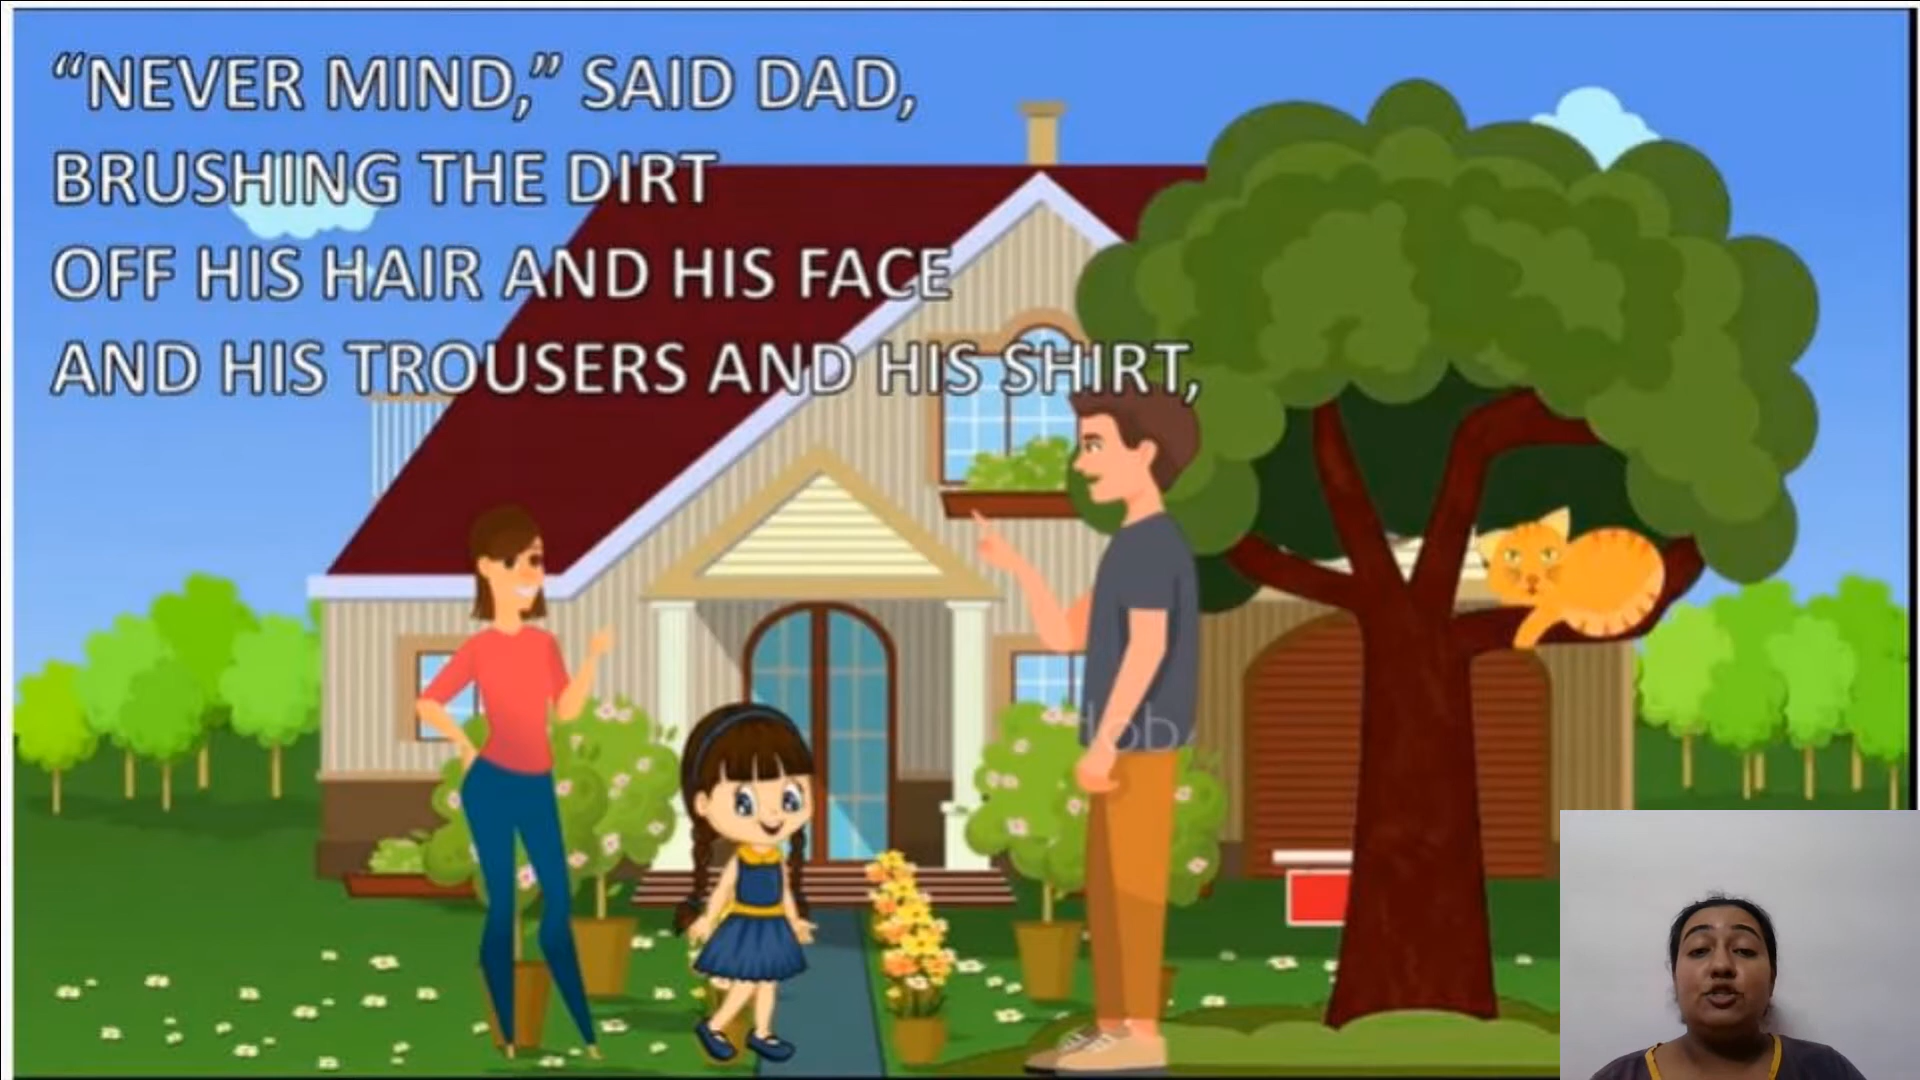 “NEVER MIND,” SAID DAD,
BRUSHING THE DIRT
OFF HIS HAIR AND HIS FACE
AND HIS TROUSERS AND HIS SHIRT,